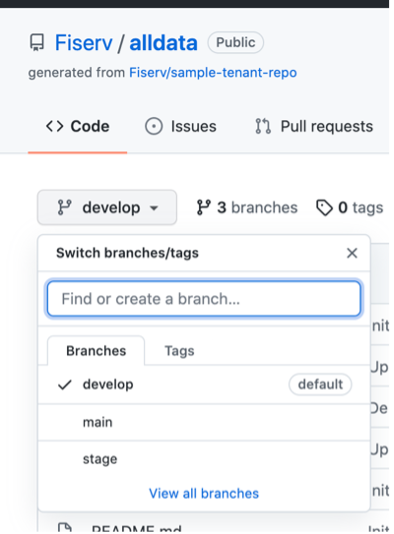 Fiserv / alldata Public
generated from Fiserv/sample-tenant-repo
Code Issues Pull requests
develop 3 branches 0 tags
Switch branches/tags
Find or create a branch...
nit
Branches Tags
Up
develop default
De
main
Up
stage
nit
View all branches
README.md Init